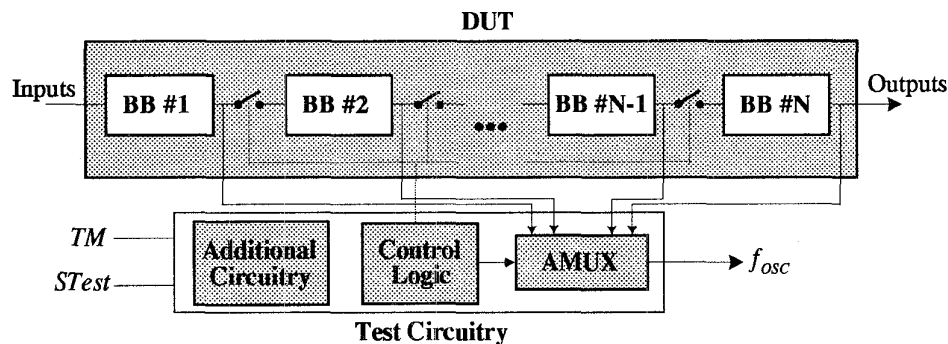 DUT
Inputs
BB #1
BB #2
•••
BB #N-1
BB #N
Outputs
TM
STest
Additional
Circuitry
Control
Logic
AMUX
fosc
Test Circuitry